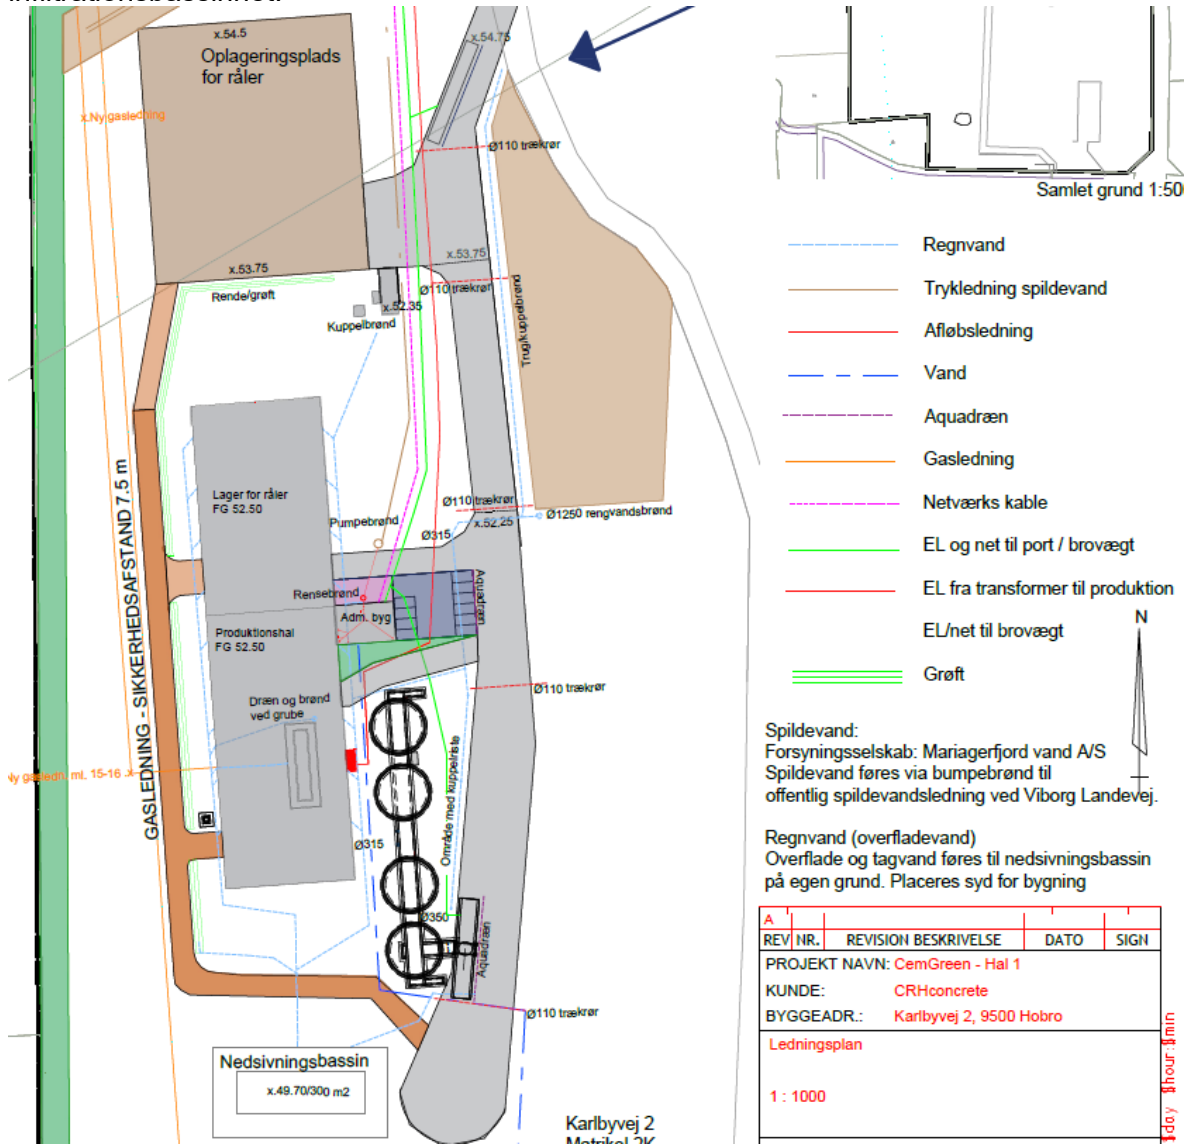 infiltrationsbassinnet.
x.54.5
Oplageringsplads
for råler
x.54.75
x.Ny gasledning
Ø110 trækrør
x.53.75
x.53.75
Rende/grøft
Ø110 trækrør
x.52.35
Kuppelbrønd
Trug/kuppelbrønd
Lager for råler
FG 52.50
Ø110 trækrør
Ø1250 rengvandsbrønd
Pumpebrønd
x.52.25
Ø315
GASLEDNING - SIKKERHEDSAFSTAND 7.5 m
Rensebrønd
Aquadræn
Adm. byg
Produktionshal
FG 52.50
Ø110 trækrør
Dræn og brønd
ved grube
Ny gasledn. ml. 15-16 .x
Område med kuppelriste
Ø315
Ø350
Aquadræn
Ø110 trækrør
Nedsivningsbassin
x.49.70/300 m2
Karlbyvej 2
Matrikel 2K
Samlet grund 1:50
Regnvand
Trykledning spildevand
Afløbsledning
Vand
Aquadræn
Gasledning
Netværks kable
EL og net til port / brovægt
EL fra transformer til produktion
EL/net til brovægt
Grøft
N
Spildevand:
Forsyningsselskab: Mariagerfjord vand A/S
Spildevand føres via bumpebrønd til
offentlig spildevandsledning ved Viborg Landevej.
Regnvand (overfladevand)
Overflade og tagvand føres til nedsivningsbassin
på egen grund. Placeres syd for bygning
A
REV NR. REVISION BESKRIVELSE DATO SIGN
PROJEKT NAVN: CemGreen - Hal 1
KUNDE: CRHconcrete
BYGGEADR.: Karlbyvej 2, 9500 Hobro
Ledningsplan
1 : 1000